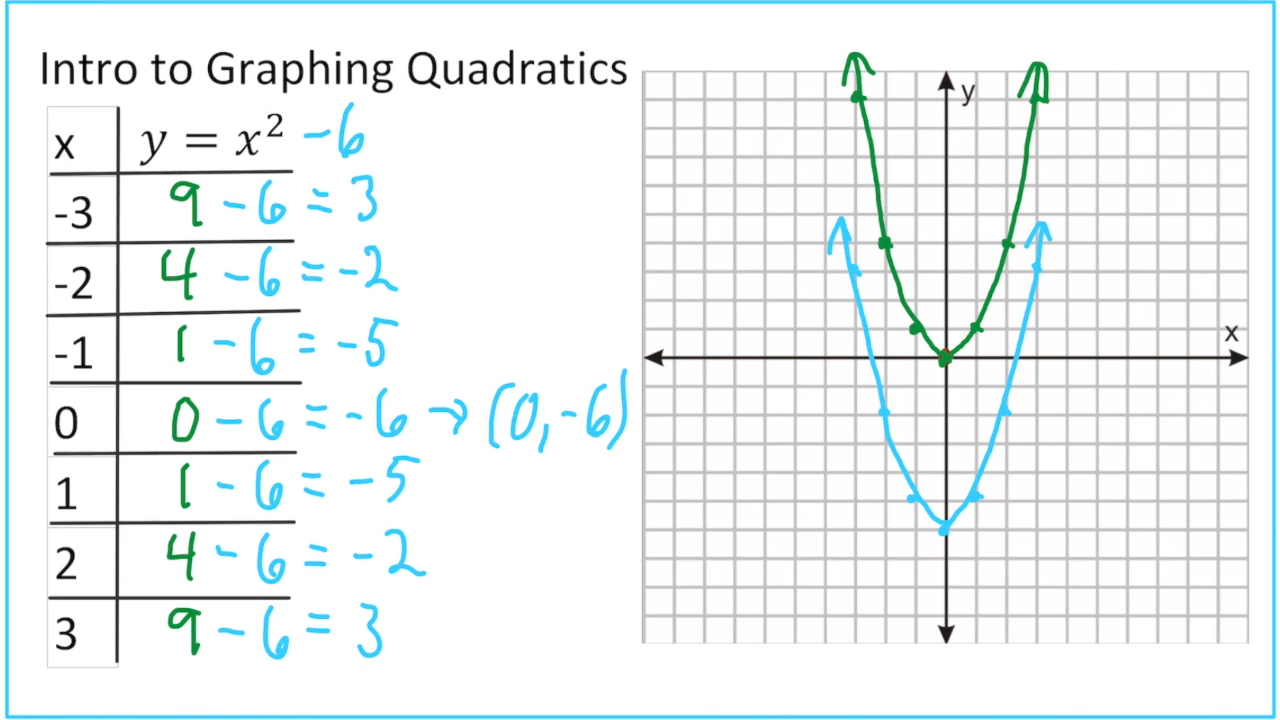 Intro to Graphing Quadratics
x y = x² - 6
-3 9 - 6 = 3
-2 4 - 6 = -2
-1 1 - 6 = -5
0 0 - 6 = -6 → (0, -6)
1 1 - 6 = -5
2 4 - 6 = -2
3 9 - 6 = 3
y
x